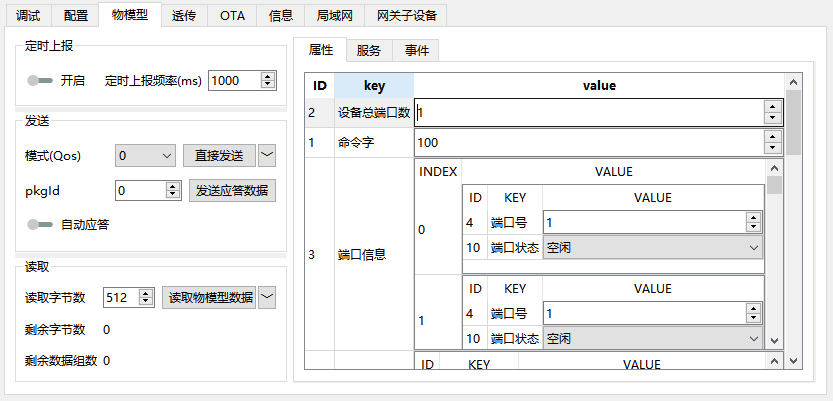 调试 配置 物模型 透传 OTA 信息 局域网 网关子设备
定时上报
开启 定时上报频率(ms) 1000
发送
模式(Qos) 0 直接发送
pkgId 0 发送应答数据
自动应答
读取
读取字节数 512 读取物模型数据
剩余字节数 0
剩余数据组数 0
属性 服务 事件
ID key value
2 设备总端口数 1
1 命令字 100
3 端口信息
INDEX VALUE
0
ID KEY VALUE
4 端口号 1
10 端口状态 空闲
1
ID KEY VALUE
4 端口号 1
10 端口状态 空闲
ID KEY VALUE